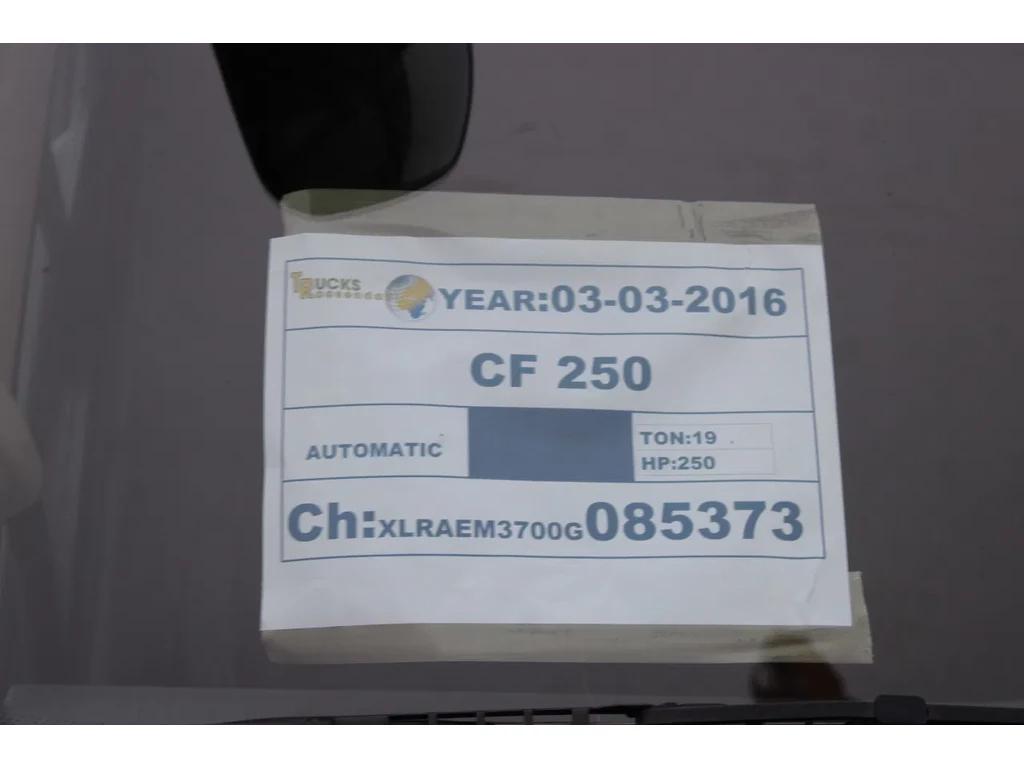 TRUCKS
YEAR:03-03-2016
CF 250
AUTOMATIC
TON:19
HP:250
Ch:XLRAEM3700G085373